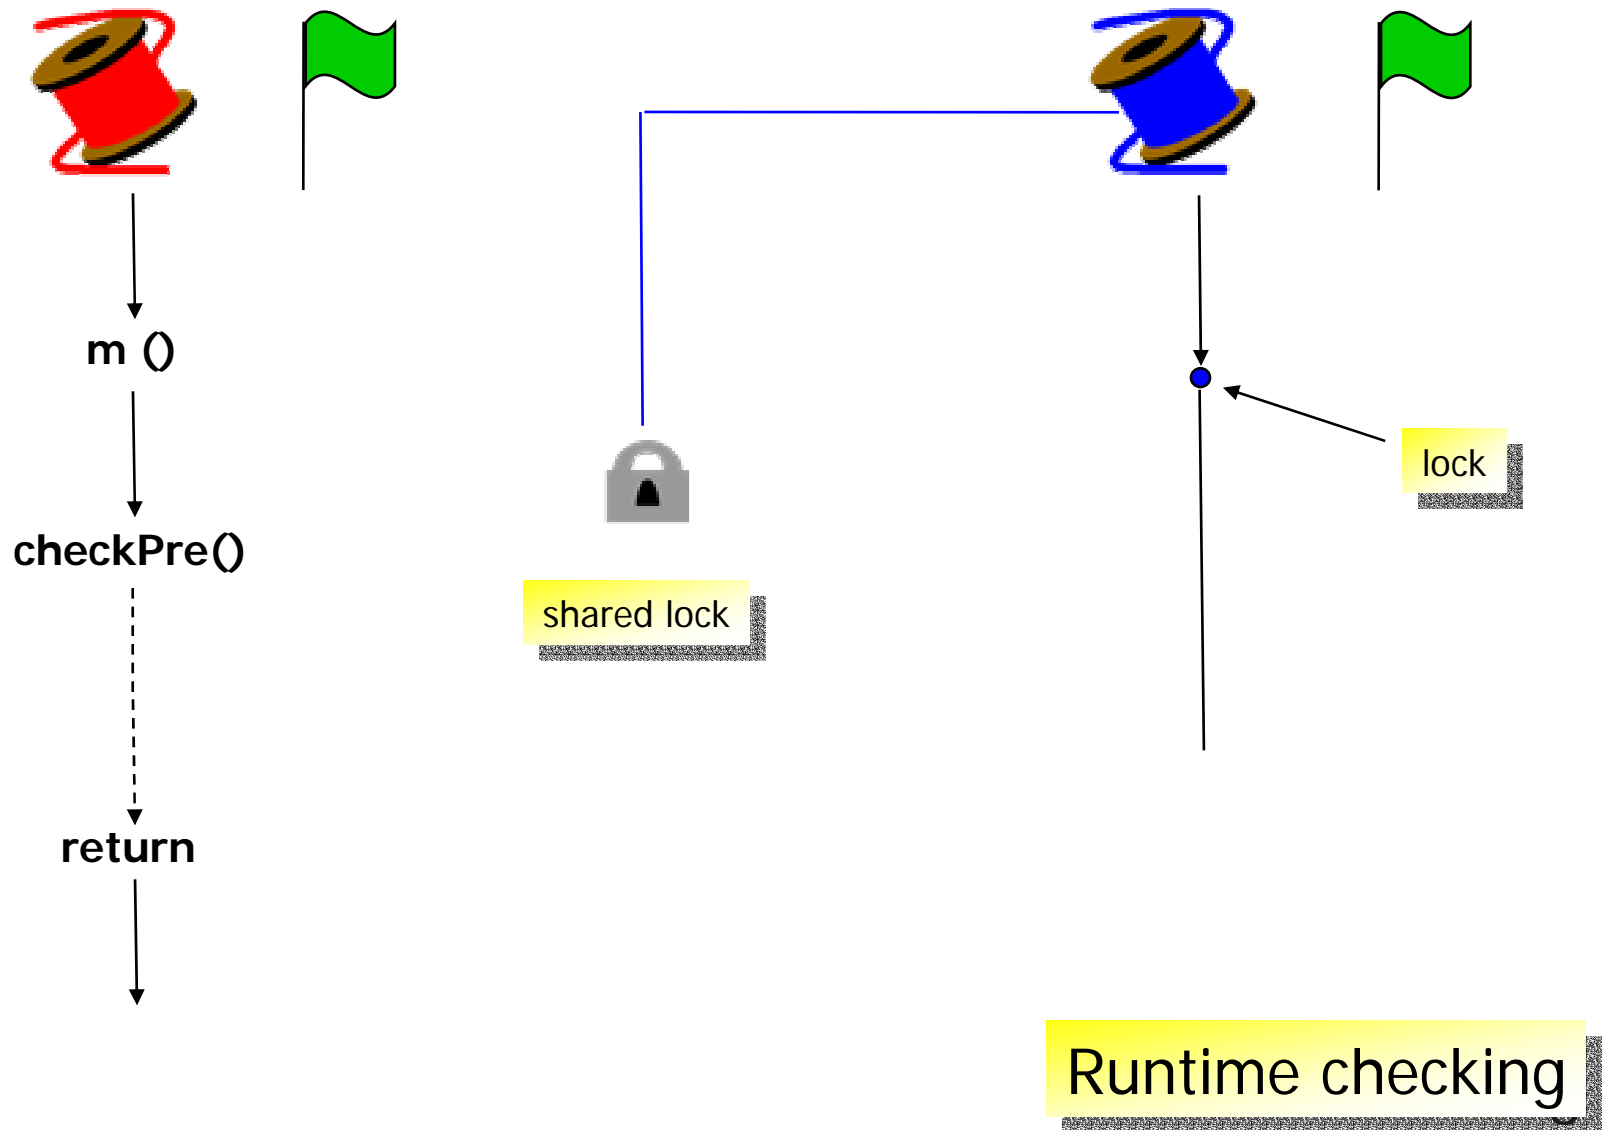 m ()
lock
checkPre()
shared lock
return
Runtime checking